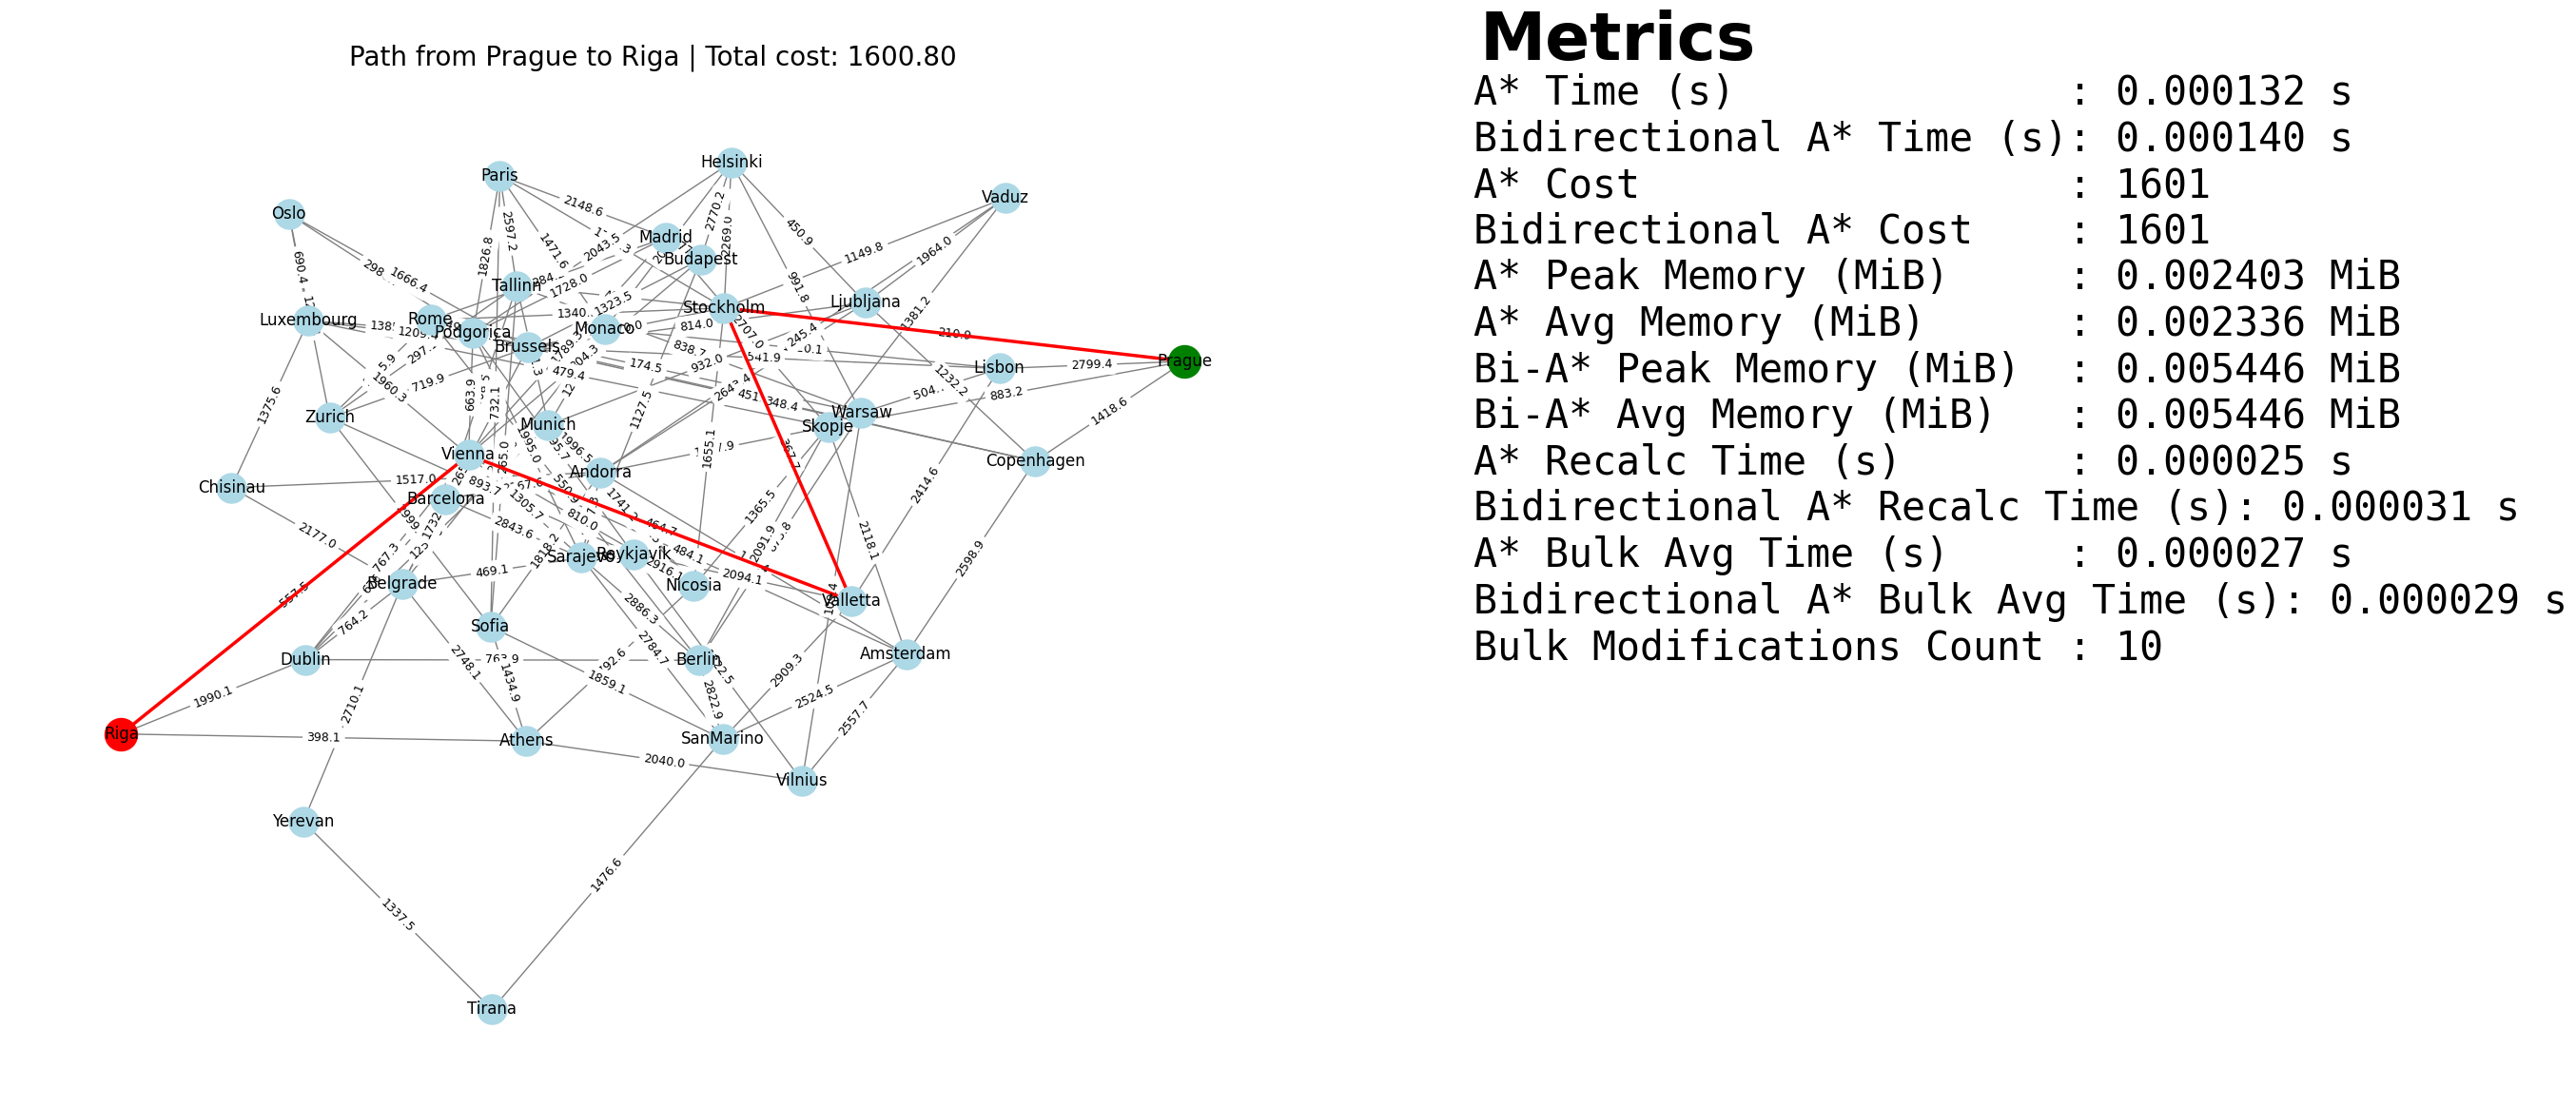 Path from Prague to Riga | Total cost: 1600.80
Metrics
A* Time (s) : 0.000132 s
Bidirectional A* Time (s): 0.000140 s
A* Cost : 1601
Bidirectional A* Cost : 1601
A* Peak Memory (MiB) : 0.002403 MiB
A* Avg Memory (MiB) : 0.002336 MiB
Bi-A* Peak Memory (MiB) : 0.005446 MiB
Bi-A* Avg Memory (MiB) : 0.005446 MiB
A* Recalc Time (s) : 0.000025 s
Bidirectional A* Recalc Time (s): 0.000031 s
A* Bulk Avg Time (s) : 0.000027 s
Bidirectional A* Bulk Avg Time (s): 0.000029 s
Bulk Modifications Count : 10
Helsinki
Paris
Vaduz
Oslo
2148.6
2770.2
450.9
Madrid
2597.2
2269.0
1471.6
2043.5
1149.8
1964.0
1826.8
Budapest
690.4
1666.4
Tallinn
1728.0
991.8
Ljubljana
1323.5
Stockholm
Luxembourg
Rome
Podgorica
Monaco
814.0
1381.2
210.9
Brussels
838.7
2707.0
245.4
Prague
932.0
174.5
Lisbon
2799.4
479.4
719.9
1960.3
1232.2
348.4
883.2
1375.6
663.9
732.1
1127.5
Warsaw
1418.6
Zurich
Munich
Skopje
1996.5
1995.0
1655.1
Vienna
Copenhagen
Andorra
1517.0
893.7
2414.6
Chisinau
Barcelona
550.9
1741.2
1305.7
1365.5
810.0
464.7
2843.6
2177.0
2118.1
484.1
2091.9
1818.2
Sarajevo
Reykjavik
767.3
2598.9
469.1
2916.1
2094.1
Belgrade
Nicosia
557.5
Valletta
2886.3
764.2
Sofia
2784.7
Dublin
Berlin
Amsterdam
2748.1
1434.9
1859.1
2909.3
1990.1
2710.1
2822.9
2524.5
2557.7
Riga
398.1
Athens
SanMarino
2040.0
Vilnius
Yerevan
1476.6
1337.5
Tirana